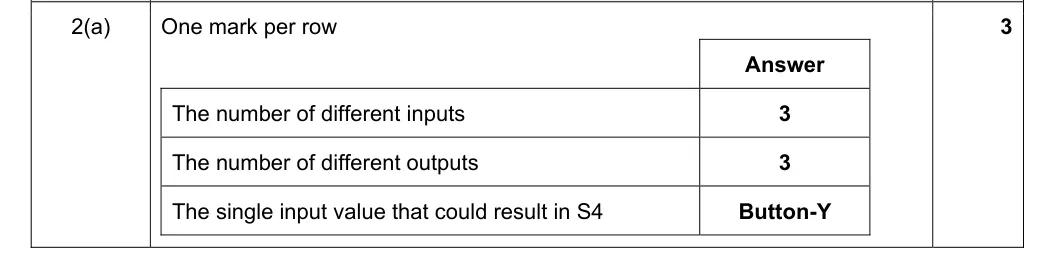 2(a) One mark per row 3
Answer
The number of different inputs 3
The number of different outputs 3
The single input value that could result in S4 Button-Y